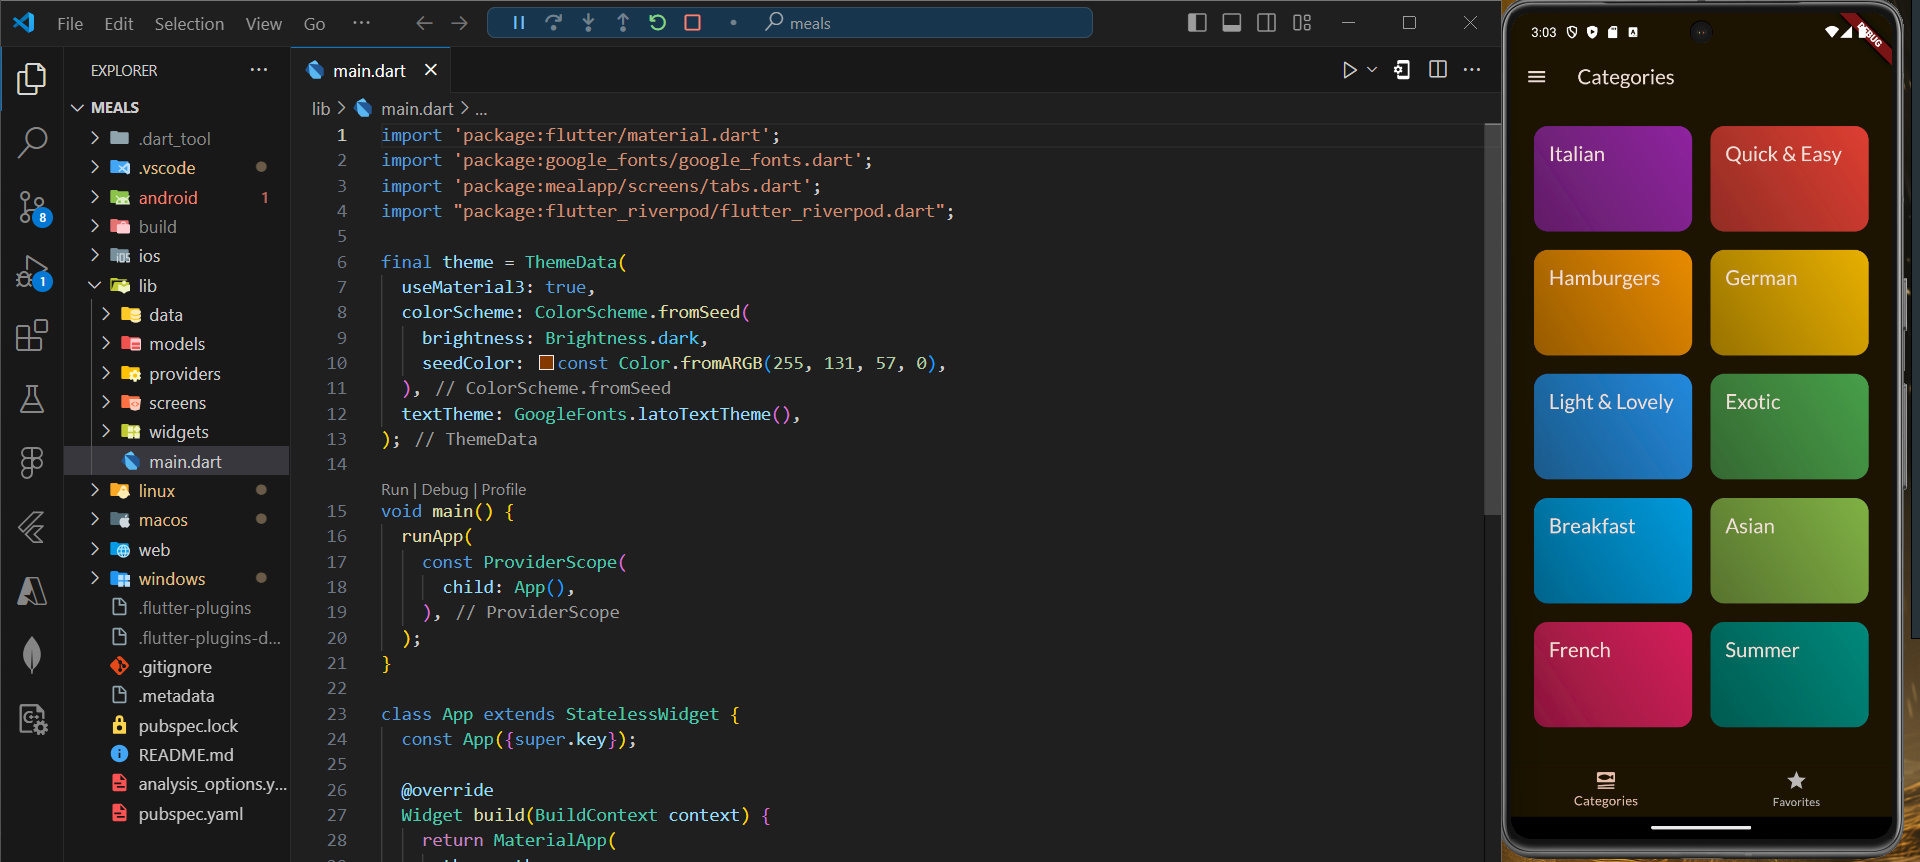 File Edit Selection View Go ... meals
EXPLORER ...
MEALS
.dart_tool
.vscode
android 1
build
ios
lib
data
models
providers
screens
widgets
main.dart
linux
macos
web
windows
.flutter-plugins
.flutter-plugins-d...
.gitignore
.metadata
pubspec.lock
README.md
analysis_options.y...
pubspec.yaml
8
1
main.dart
lib > main.dart > ...
1 import 'package:flutter/material.dart';
2 import 'package:google_fonts/google_fonts.dart';
3 import 'package:mealapp/screens/tabs.dart';
4 import "package:flutter_riverpod/flutter_riverpod.dart";
5
6 final theme = ThemeData(
7 useMaterial3: true,
8 colorScheme: ColorScheme.fromSeed(
9 brightness: Brightness.dark,
10 seedColor: const Color.fromARGB(255, 131, 57, 0),
11 ), // ColorScheme.fromSeed
12 textTheme: GoogleFonts.latoTextTheme(),
13 ); // ThemeData
14
Run | Debug | Profile
15 void main() {
16 runApp(
17 const ProviderScope(
18 child: App(),
19 ), // ProviderScope
20 );
21 }
22
23 class App extends StatelessWidget {
24 const App({super.key});
25
26 @override
27 Widget build(BuildContext context) {
28 return MaterialApp(
3:03
DEBUG
Categories
Italian
Quick & Easy
Hamburgers
German
Light & Lovely
Exotic
Breakfast
Asian
French
Summer
Categories
Favorites